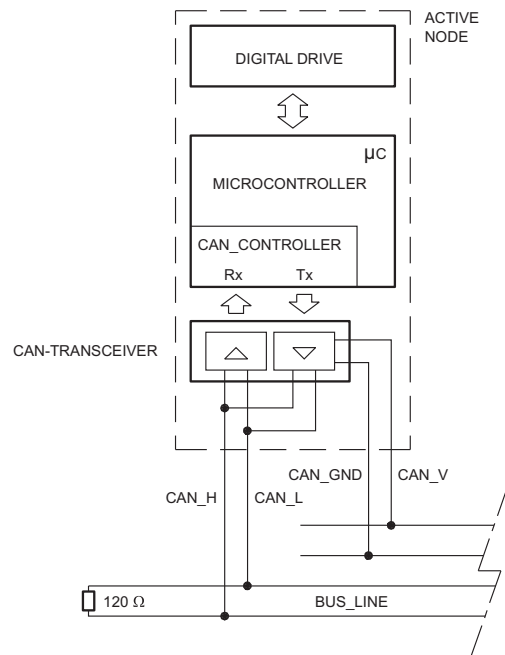 ACTIVE
NODE
DIGITAL DRIVE
μC
MICROCONTROLLER
CAN_CONTROLLER
Rx Tx
CAN-TRANSCEIVER
CAN_H CAN_L CAN_GND CAN_V
120 Ω BUS_LINE